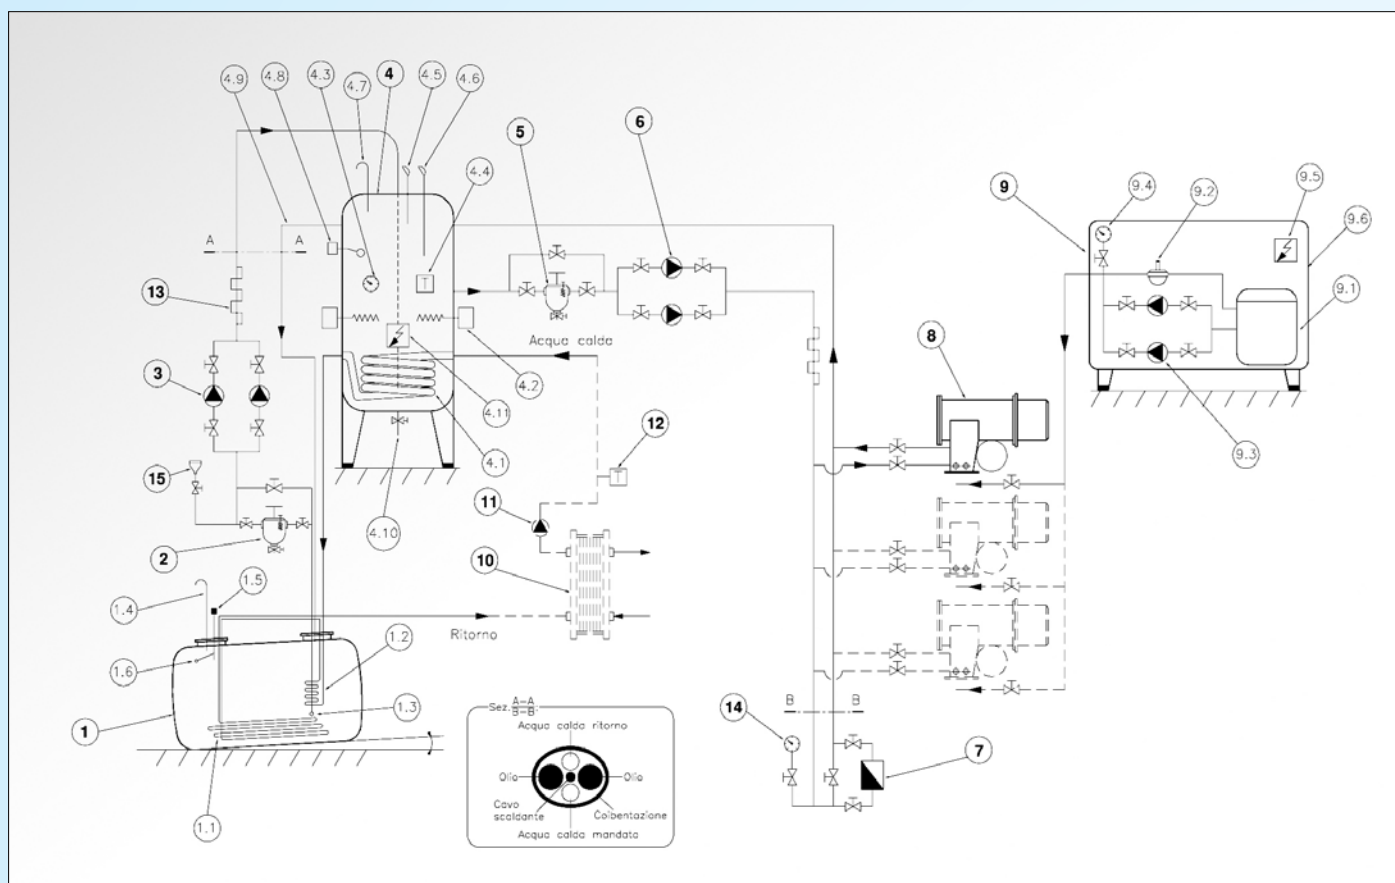 4.9
4.8
4.3
4.7
4
4.5
4.6
5
6
9
9.4
9.2
9.5
9.6
4.4
T
A
A
13
9.1
Acqua calda
8
3
4.2
4.11
9.3
12
T
15
4.1
11
4.10
2
10
1.5
1.4
Ritorno
1.2
1.6
1.3
1
14
B
B
7
Sez. A-A
B-B
Acqua calda ritorno
Olio
Olio
Cavo
scaldante
Coibentazione
Acqua calda mandata
1.1